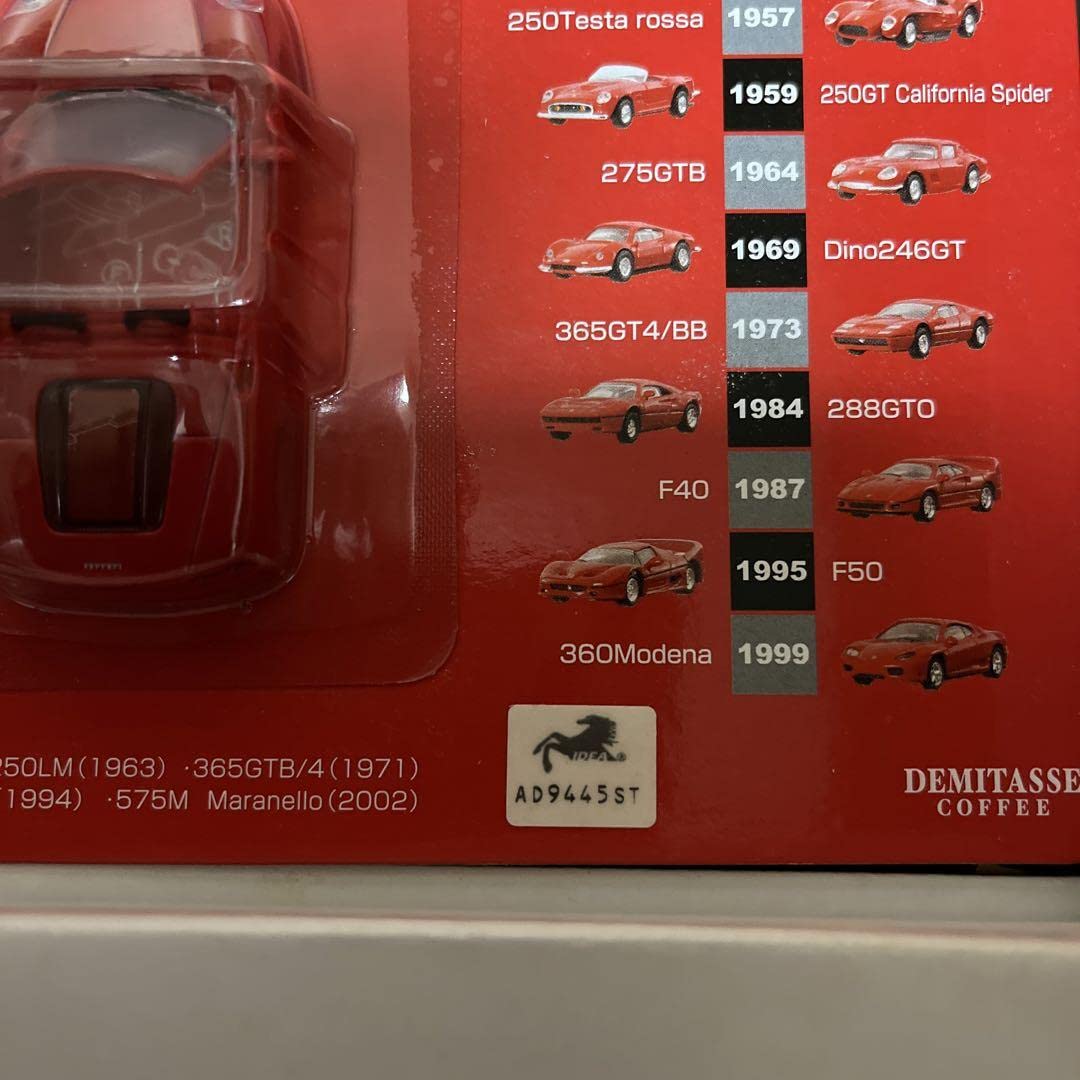 250Testa rossa 1957
1959 250GT California Spider
275GTB 1964
1969 Dino246GT
365GT4/BB 1973
1984 288GTO
F40 1987
1995 F50
360Modena 1999
250LM(1963) ·365GTB/4(1971)
(1994) ·575M Maranello(2002)
IDEA®
AD9445ST
DEMITASSE
COFFEE